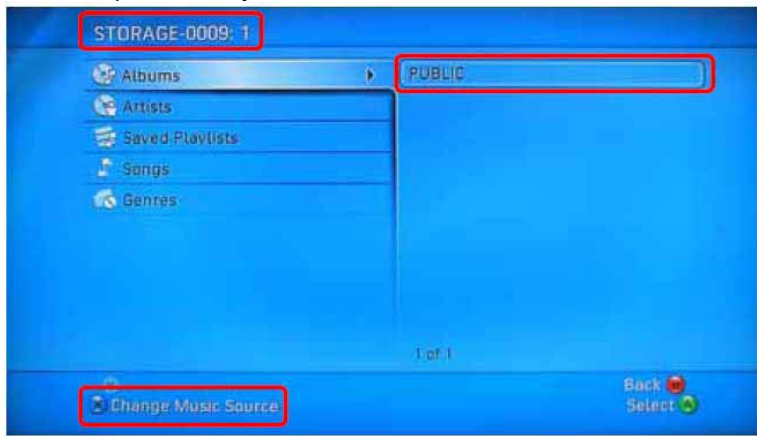 STORAGE-0009: 1
Albums
PUBLIC
Artists
Saved Playlists
Songs
Genres
1 of 1
Back B
X Change Music Source
Select A